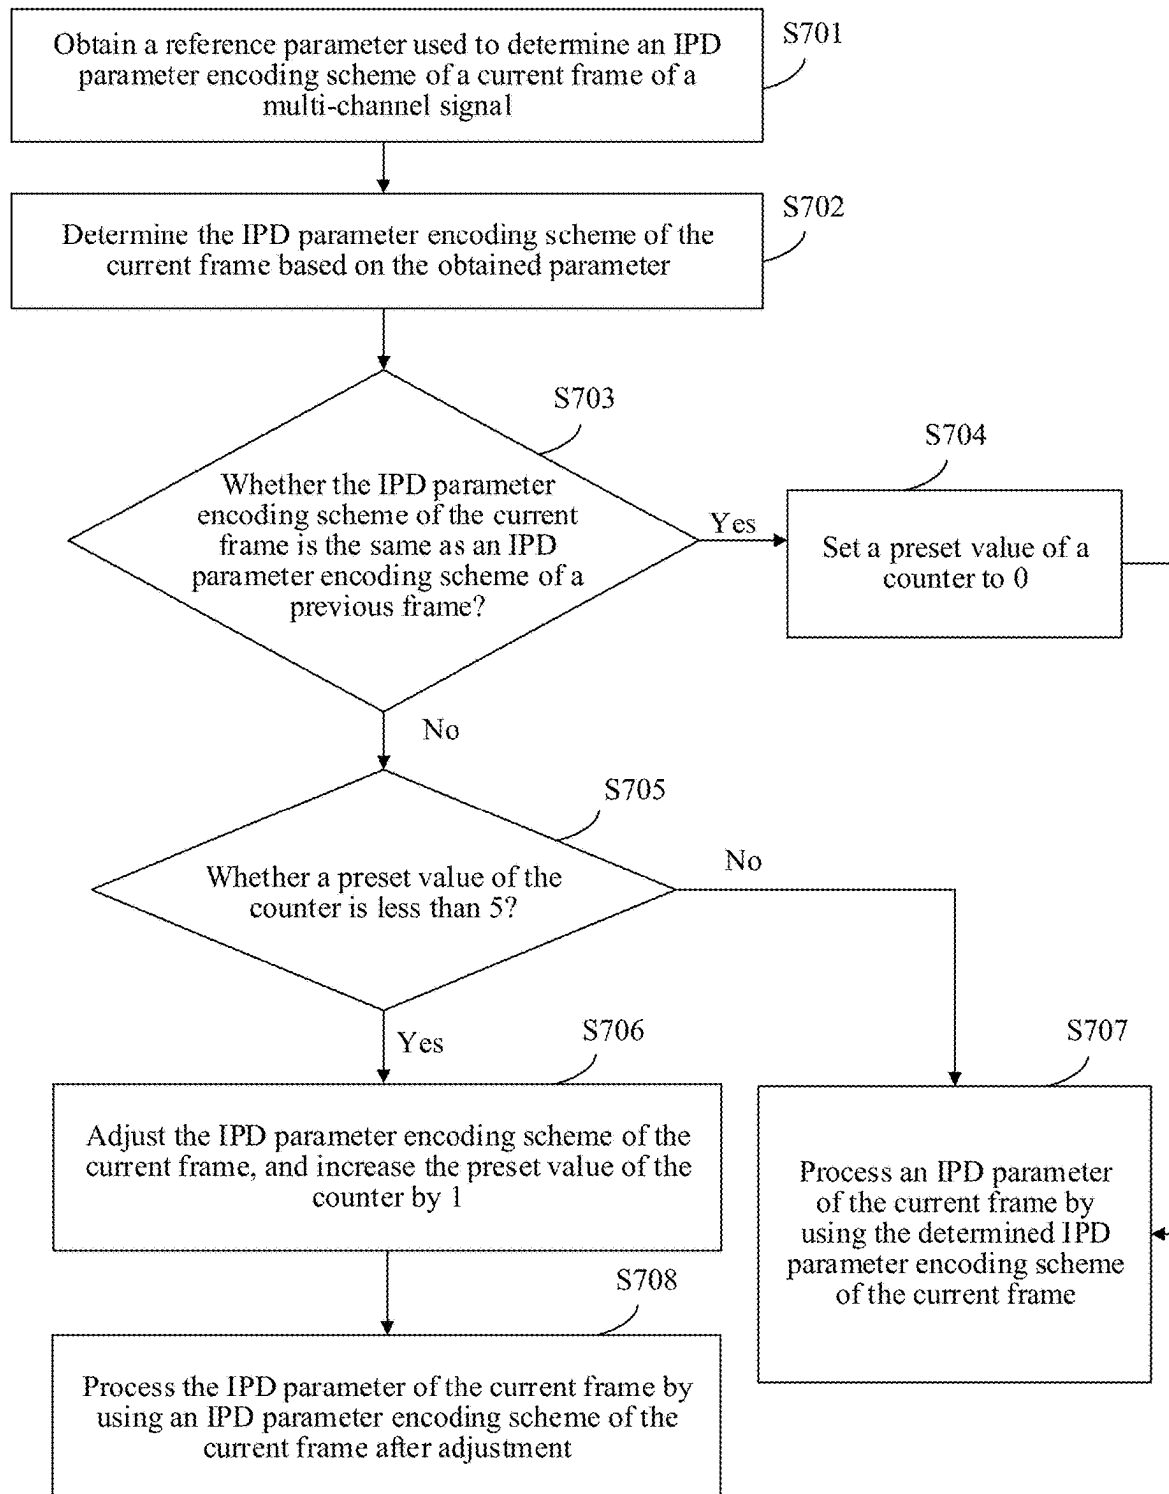 Obtain a reference parameter used to determine an IPD
parameter encoding scheme of a current frame of a
multi-channel signal
S701
Determine the IPD parameter encoding scheme of the
current frame based on the obtained parameter
S702
S703
Whether the IPD parameter
encoding scheme of the current
frame is the same as an IPD
parameter encoding scheme of a
previous frame?
Yes
S704
Set a preset value of a
counter to 0
No
S705
Whether a preset value of the
counter is less than 5?
No
Yes
S706
Adjust the IPD parameter encoding scheme of the
current frame, and increase the preset value of the
counter by 1
S707
Process an IPD parameter
of the current frame by
using the determined IPD
parameter encoding scheme
of the current frame
S708
Process the IPD parameter of the current frame by
using an IPD parameter encoding scheme of the
current frame after adjustment